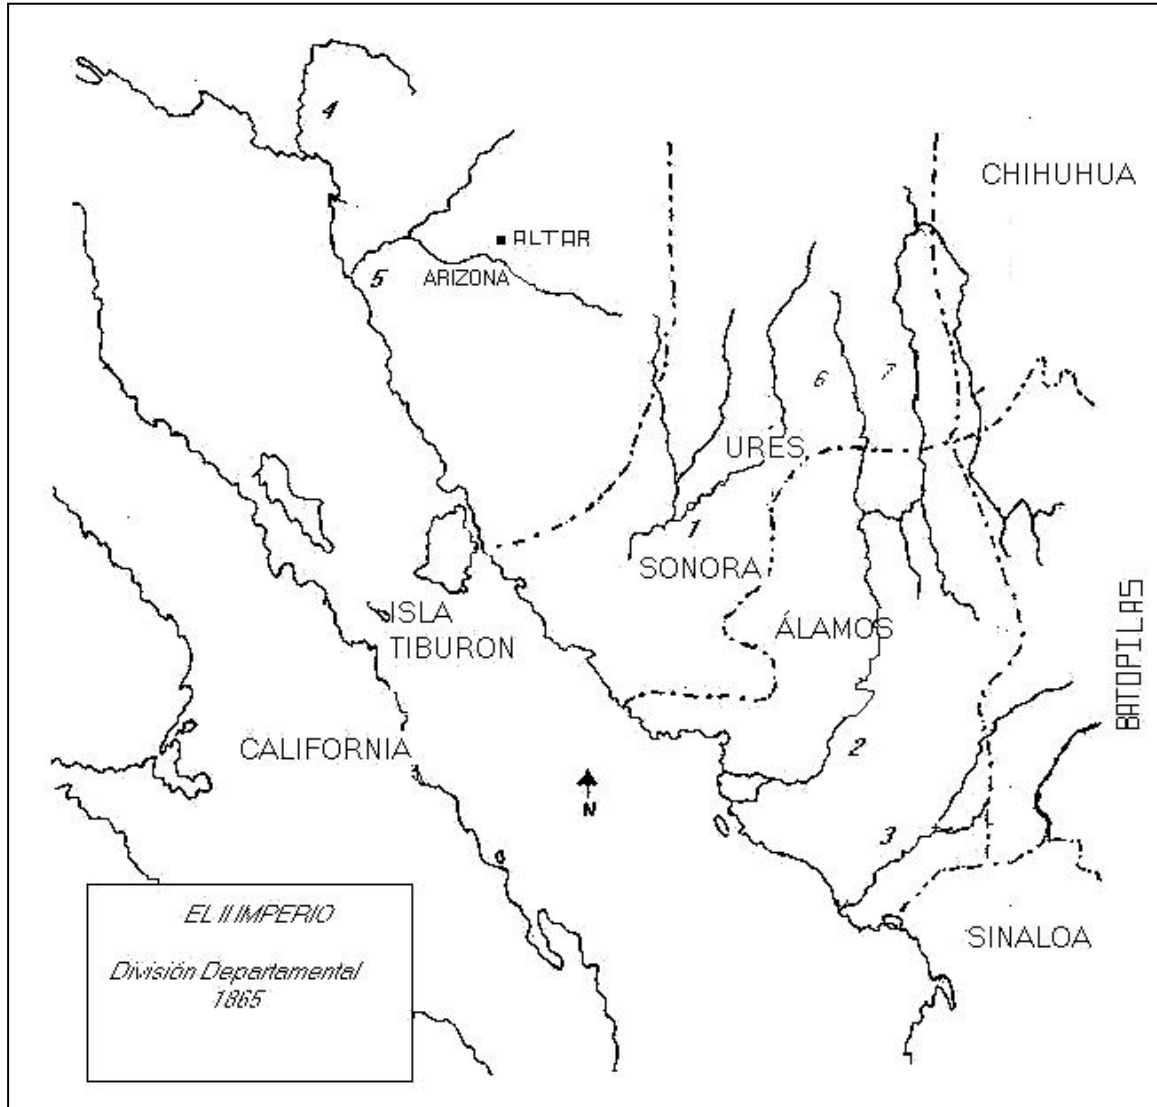 4
CHIHUHUA
ALTAR
5
ARIZONA
6
7
URES
1
SONORA
ISLA
TIBURON
ÁLAMOS
BATOPILAS
CALIFORNIA
2
N
3
EL II IMPERIO
División Departamental
1865
SINALOA